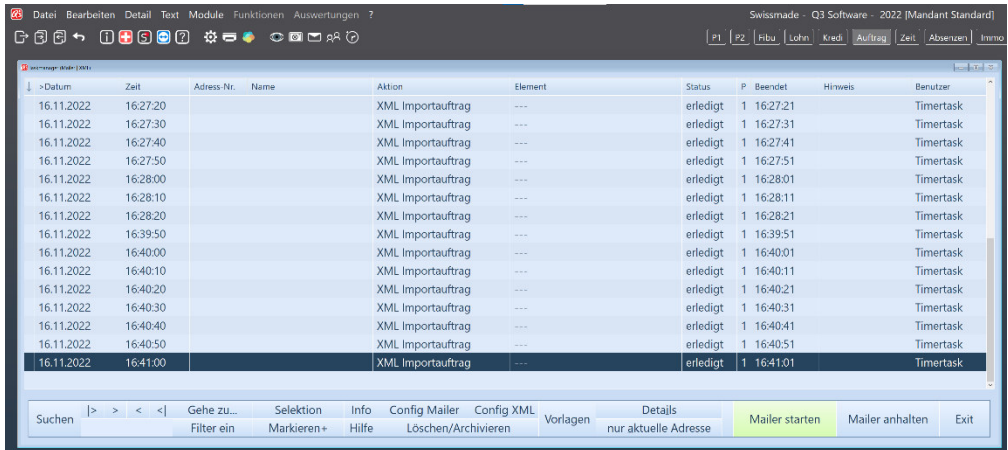 Datei Bearbeiten Detail Text Module Funktionen Auswertungen ? Swissmade - Q3 Software - 2022 [Mandant Standard]
P1 P2 Fibu Lohn Kredi Auftrag Zeit Absenzen Immo
>Datum Zeit Adress-Nr. Name Aktion Element Status P Beendet Hinweis Benutzer
16.11.2022 16:27:20 XML Importauftrag --- erledigt 1 16:27:21 Timertask
16.11.2022 16:27:30 XML Importauftrag --- erledigt 1 16:27:31 Timertask
16.11.2022 16:27:40 XML Importauftrag --- erledigt 1 16:27:41 Timertask
16.11.2022 16:27:50 XML Importauftrag --- erledigt 1 16:27:51 Timertask
16.11.2022 16:28:00 XML Importauftrag --- erledigt 1 16:28:01 Timertask
16.11.2022 16:28:10 XML Importauftrag --- erledigt 1 16:28:11 Timertask
16.11.2022 16:28:20 XML Importauftrag --- erledigt 1 16:28:21 Timertask
16.11.2022 16:39:50 XML Importauftrag --- erledigt 1 16:39:51 Timertask
16.11.2022 16:40:00 XML Importauftrag --- erledigt 1 16:40:01 Timertask
16.11.2022 16:40:10 XML Importauftrag --- erledigt 1 16:40:11 Timertask
16.11.2022 16:40:20 XML Importauftrag --- erledigt 1 16:40:21 Timertask
16.11.2022 16:40:30 XML Importauftrag --- erledigt 1 16:40:31 Timertask
16.11.2022 16:40:40 XML Importauftrag --- erledigt 1 16:40:41 Timertask
16.11.2022 16:40:50 XML Importauftrag --- erledigt 1 16:40:51 Timertask
16.11.2022 16:41:00 XML Importauftrag --- erledigt 1 16:41:01 Timertask
Suchen |> > < <| Gehe zu... Selektion Info Config Mailer Config XML Vorlagen Details Mailer starten Mailer anhalten Exit
Filter ein Markieren+ Hilfe Löschen/Archivieren nur aktuelle Adresse